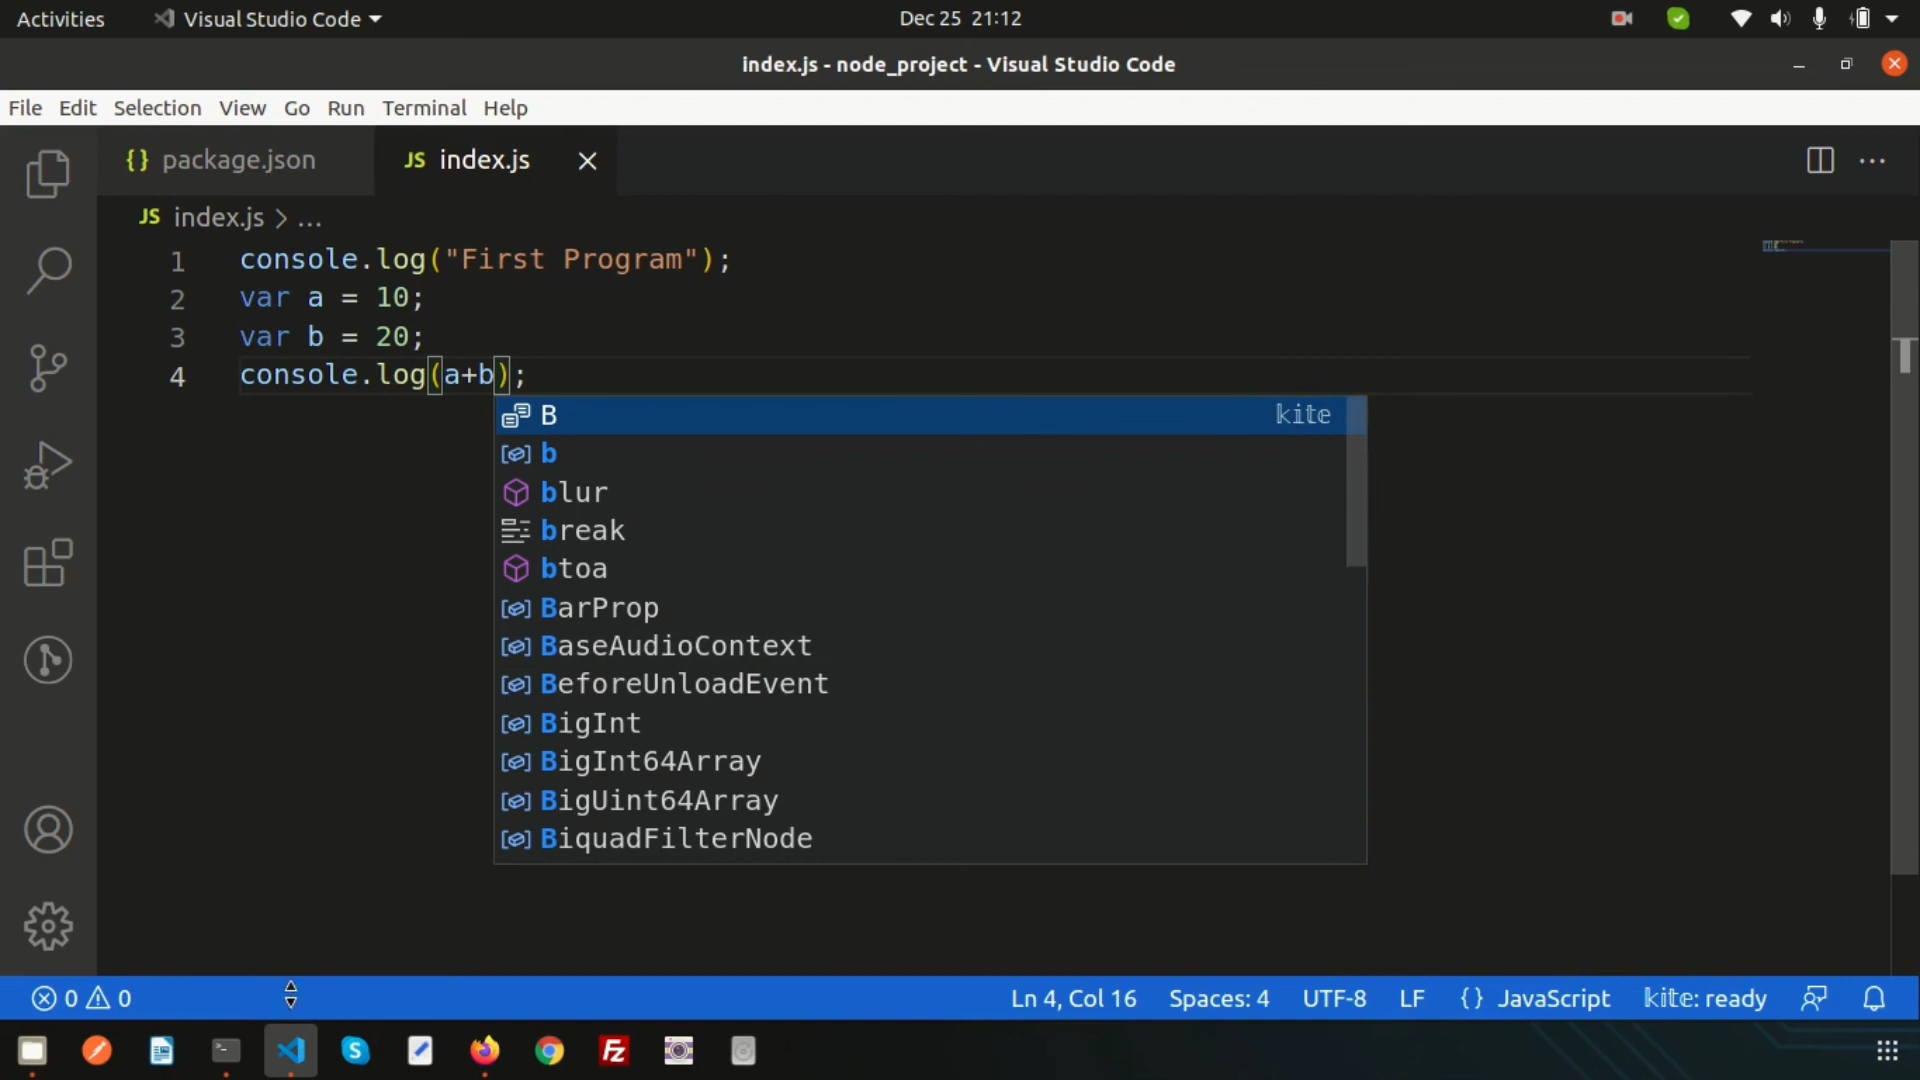 Activities Visual Studio Code Dec 25 21:12
index.js - node_project - Visual Studio Code
File Edit Selection View Go Run Terminal Help
{} package.json JS index.js
JS index.js > ...
1 console.log("First Program");
2 var a = 10;
3 var b = 20;
4 console.log(a+b);
B kite
b
blur
break
btoa
BarProp
BaseAudioContext
BeforeUnloadEvent
BigInt
BigInt64Array
BigUint64Array
BiquadFilterNode
0 0 Ln 4, Col 16 Spaces: 4 UTF-8 LF {} JavaScript kite: ready